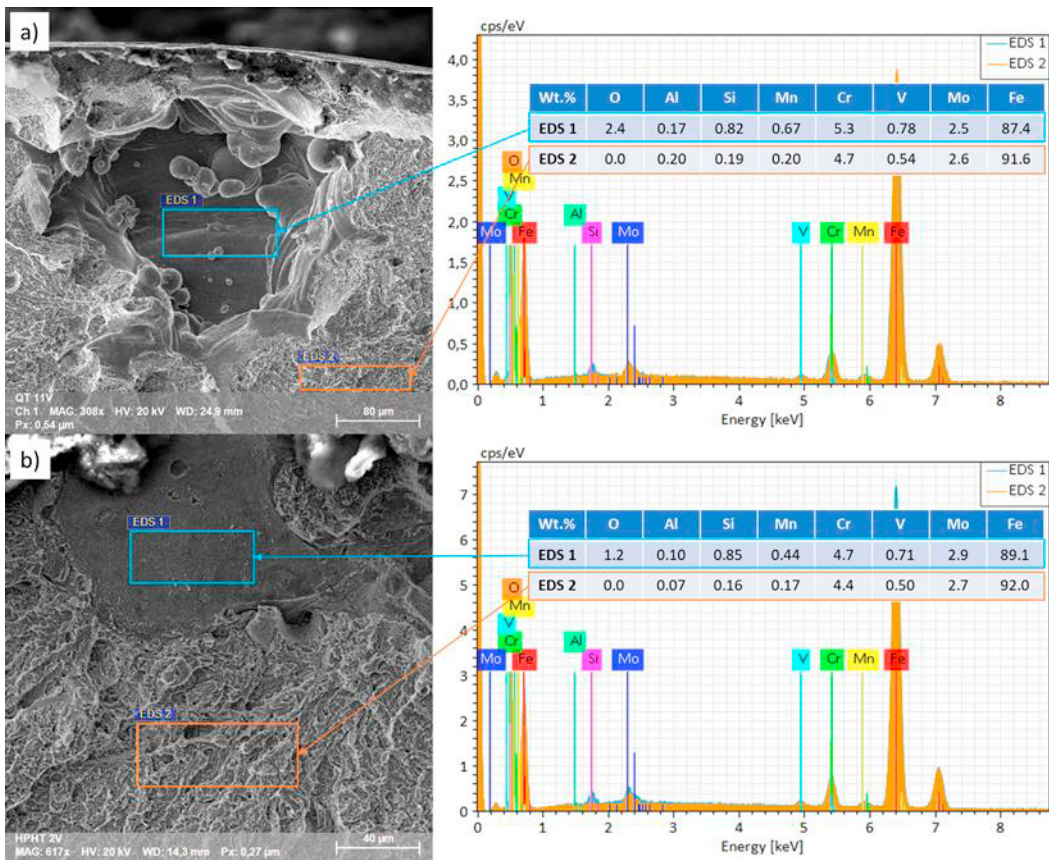 a)
EDS 1
EDS 2
QT 11V
Ch 1 MAG: 308x HV: 20 kV WD: 24,9 mm
Px: 0,54 µm
80 µm
cps/eV
EDS 1
EDS 2
4,0
3,5
3,0
2,5
2,0
1,5
1,0
0,5
0,0
Wt.% O Al Si Mn Cr V Mo Fe
EDS 1 2.4 0.17 0.82 0.67 5.3 0.78 2.5 87.4
EDS 2 0.0 0.20 0.19 0.20 4.7 0.54 2.6 91.6
O
Mn
V
Cr Al
Mo Fe Si Mo V Cr Mn Fe
0 1 2 3 4 5 6 7 8
Energy [keV]
b)
EDS 1
EDS 2
HPHT 2V
MAG: 617x HV: 20 kV WD: 14,3 mm Px: 0,27 µm
40 µm
cps/eV
EDS 1
EDS 2
7
6
5
4
3
2
1
0
Wt.% O Al Si Mn Cr V Mo Fe
EDS 1 1.2 0.10 0.85 0.44 4.7 0.71 2.9 89.1
EDS 2 0.0 0.07 0.16 0.17 4.4 0.50 2.7 92.0
O
Mn
V
Cr Al
Mo Fe Si Mo V Cr Mn Fe
0 1 2 3 4 5 6 7 8
Energy [keV]